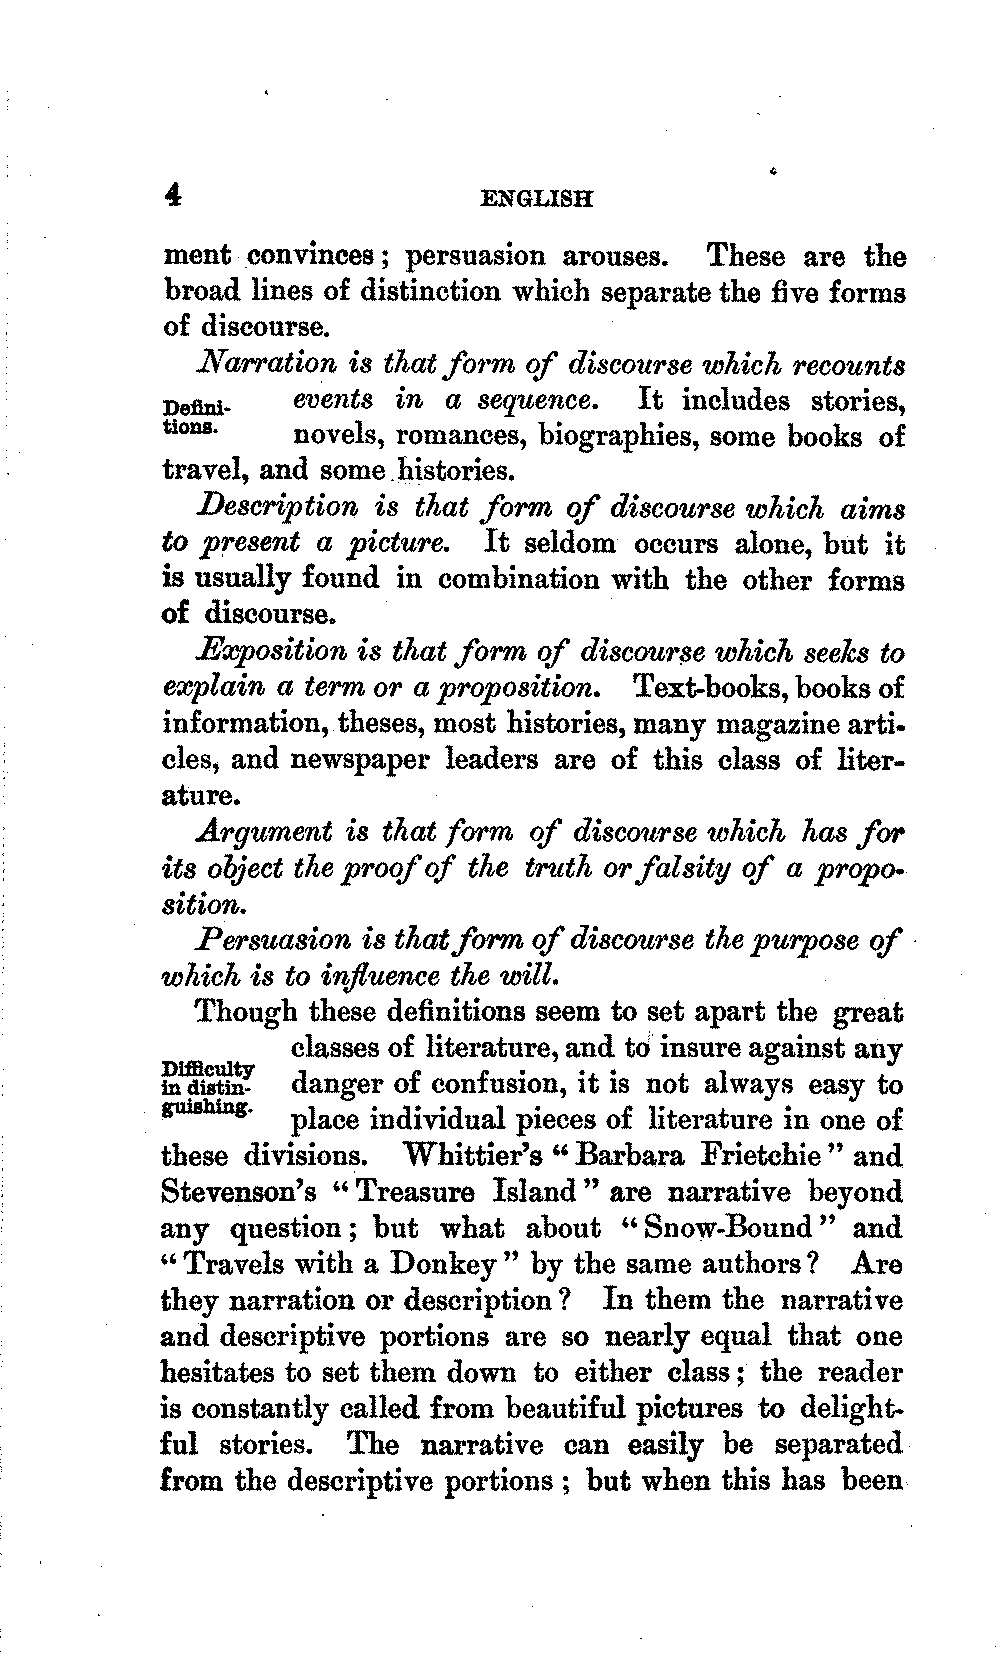 4 ENGLISH
ment convinces; persuasion arouses. These are the
broad lines of distinction which separate the five forms
of discourse.
Narration is that form of discourse which recounts
Defini-
tions.
events in a sequence. It includes stories,
novels, romances, biographies, some books of
travel, and some histories.
Description is that form of discourse which aims
to present a picture. It seldom occurs alone, but it
is usually found in combination with the other forms
of discourse.
Exposition is that form of discourse which seeks to
explain a term or a proposition. Text-books, books of
information, theses, most histories, many magazine arti-
cles, and newspaper leaders are of this class of liter-
ature.
Argument is that form of discourse which has for
its object the proof of the truth or falsity of a propo-
sition.
Persuasion is that form of discourse the purpose of
which is to influence the will.
Though these definitions seem to set apart the great
Difficulty
in distin-
guishing.
classes of literature, and to insure against any
danger of confusion, it is not always easy to
place individual pieces of literature in one of
these divisions. Whittier's "Barbara Frietchie" and
Stevenson's "Treasure Island" are narrative beyond
any question; but what about "Snow-Bound" and
"Travels with a Donkey" by the same authors? Are
they narration or description? In them the narrative
and descriptive portions are so nearly equal that one
hesitates to set them down to either class; the reader
is constantly called from beautiful pictures to delight-
ful stories. The narrative can easily be separated
from the descriptive portions; but when this has been